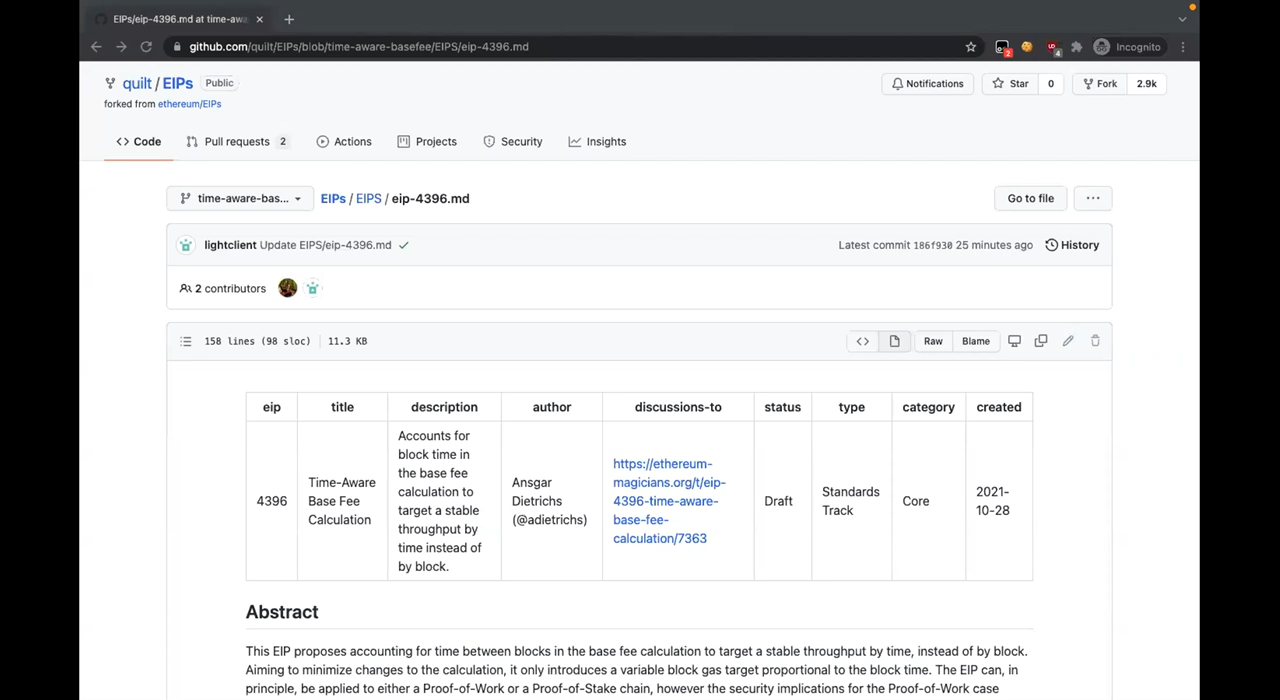 EIPs/eip-4396.md at time-awa
github.com/quilt/EIPs/blob/time-aware-basefee/EIPS/eip-4396.md
2
4
Incognito
quilt / EIPs Public
Notifications
Star 0
Fork 2.9k
forked from ethereum/EIPs
Code
Pull requests 2
Actions
Projects
Security
Insights
time-aware-bas...
EIPs / EIPS / eip-4396.md
Go to file
...
lightclient Update EIPS/eip-4396.md
Latest commit 186f930 25 minutes ago
History
2 contributors
158 lines (98 sloc) 11.3 KB
<>
Raw
Blame
eip title description author discussions-to status type category created
4396
Time-Aware
Base Fee
Calculation
Accounts for
block time in
the base fee
calculation to
target a stable
throughput by
time instead of
by block.
Ansgar
Dietrichs
(@adietrichs)
https://ethereum-
magicians.org/t/eip-
4396-time-aware-
base-fee-
calculation/7363
Draft
Standards
Track
Core
2021-
10-28
Abstract
This EIP proposes accounting for time between blocks in the base fee calculation to target a stable throughput by time, instead of by block.
Aiming to minimize changes to the calculation, it only introduces a variable block gas target proportional to the block time. The EIP can, in
principle, be applied to either a Proof-of-Work or a Proof-of-Stake chain, however the security implications for the Proof-of-Work case